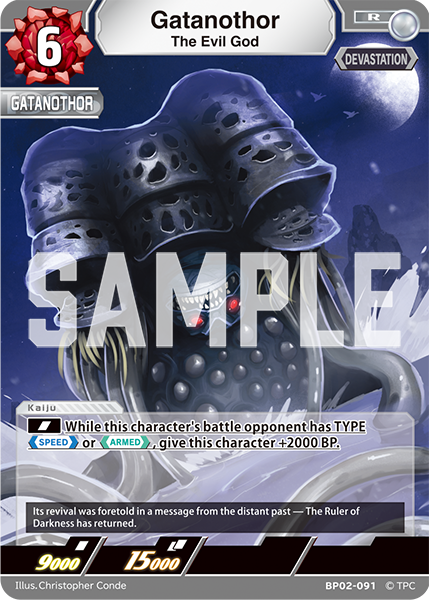 Gatanothor
R
6
The Evil God
DEVASTATION
GATANOTHOR
SAMPLE
Kaiju
While this character's battle opponent has TYPE
SPEED or ARMED, give this character +2000 BP.
Its revival was foretold in a message from the distant past — The Ruler of
Darkness has returned.
9000 15000
Illus.Christopher Conde BP02-091 © TPC